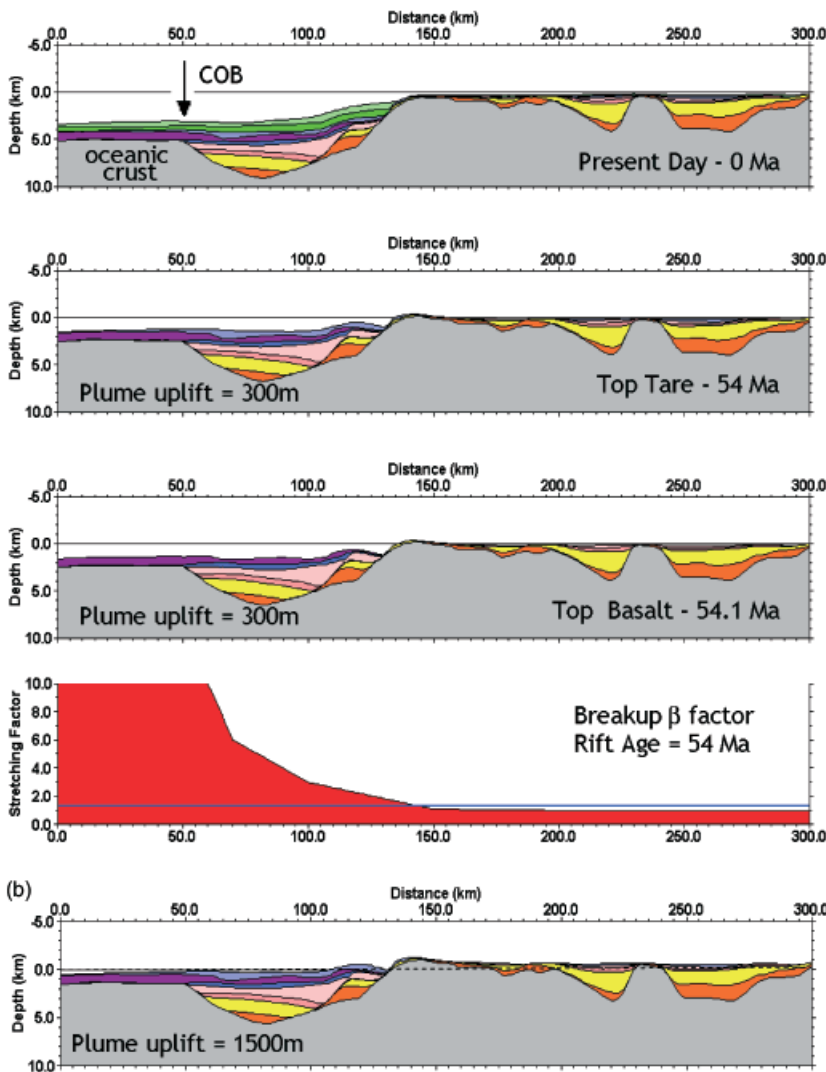 Distance (km)
0.0 50.0 100.0 150.0 200.0 250.0 300.0
-5.0
0.0
5.0
10.0
Depth (km)
COB
oceanic
crust
Present Day - 0 Ma
Distance (km)
0.0 50.0 100.0 150.0 200.0 250.0 300.0
-5.0
0.0
5.0
10.0
Depth (km)
Plume uplift = 300m
Top Tare - 54 Ma
Distance (km)
0.0 50.0 100.0 150.0 200.0 250.0 300.0
-5.0
0.0
5.0
10.0
Depth (km)
Plume uplift = 300m
Top Basalt - 54.1 Ma
10.0
8.0
6.0
4.0
2.0
0.0
Stretching Factor
Breakup β factor
Rift Age = 54 Ma
0.0 50.0 100.0 150.0 200.0 250.0 300.0
(b)
Distance (km)
0.0 50.0 100.0 150.0 200.0 250.0 300.0
-5.0
0.0
5.0
10.0
Depth (km)
Plume uplift = 1500m